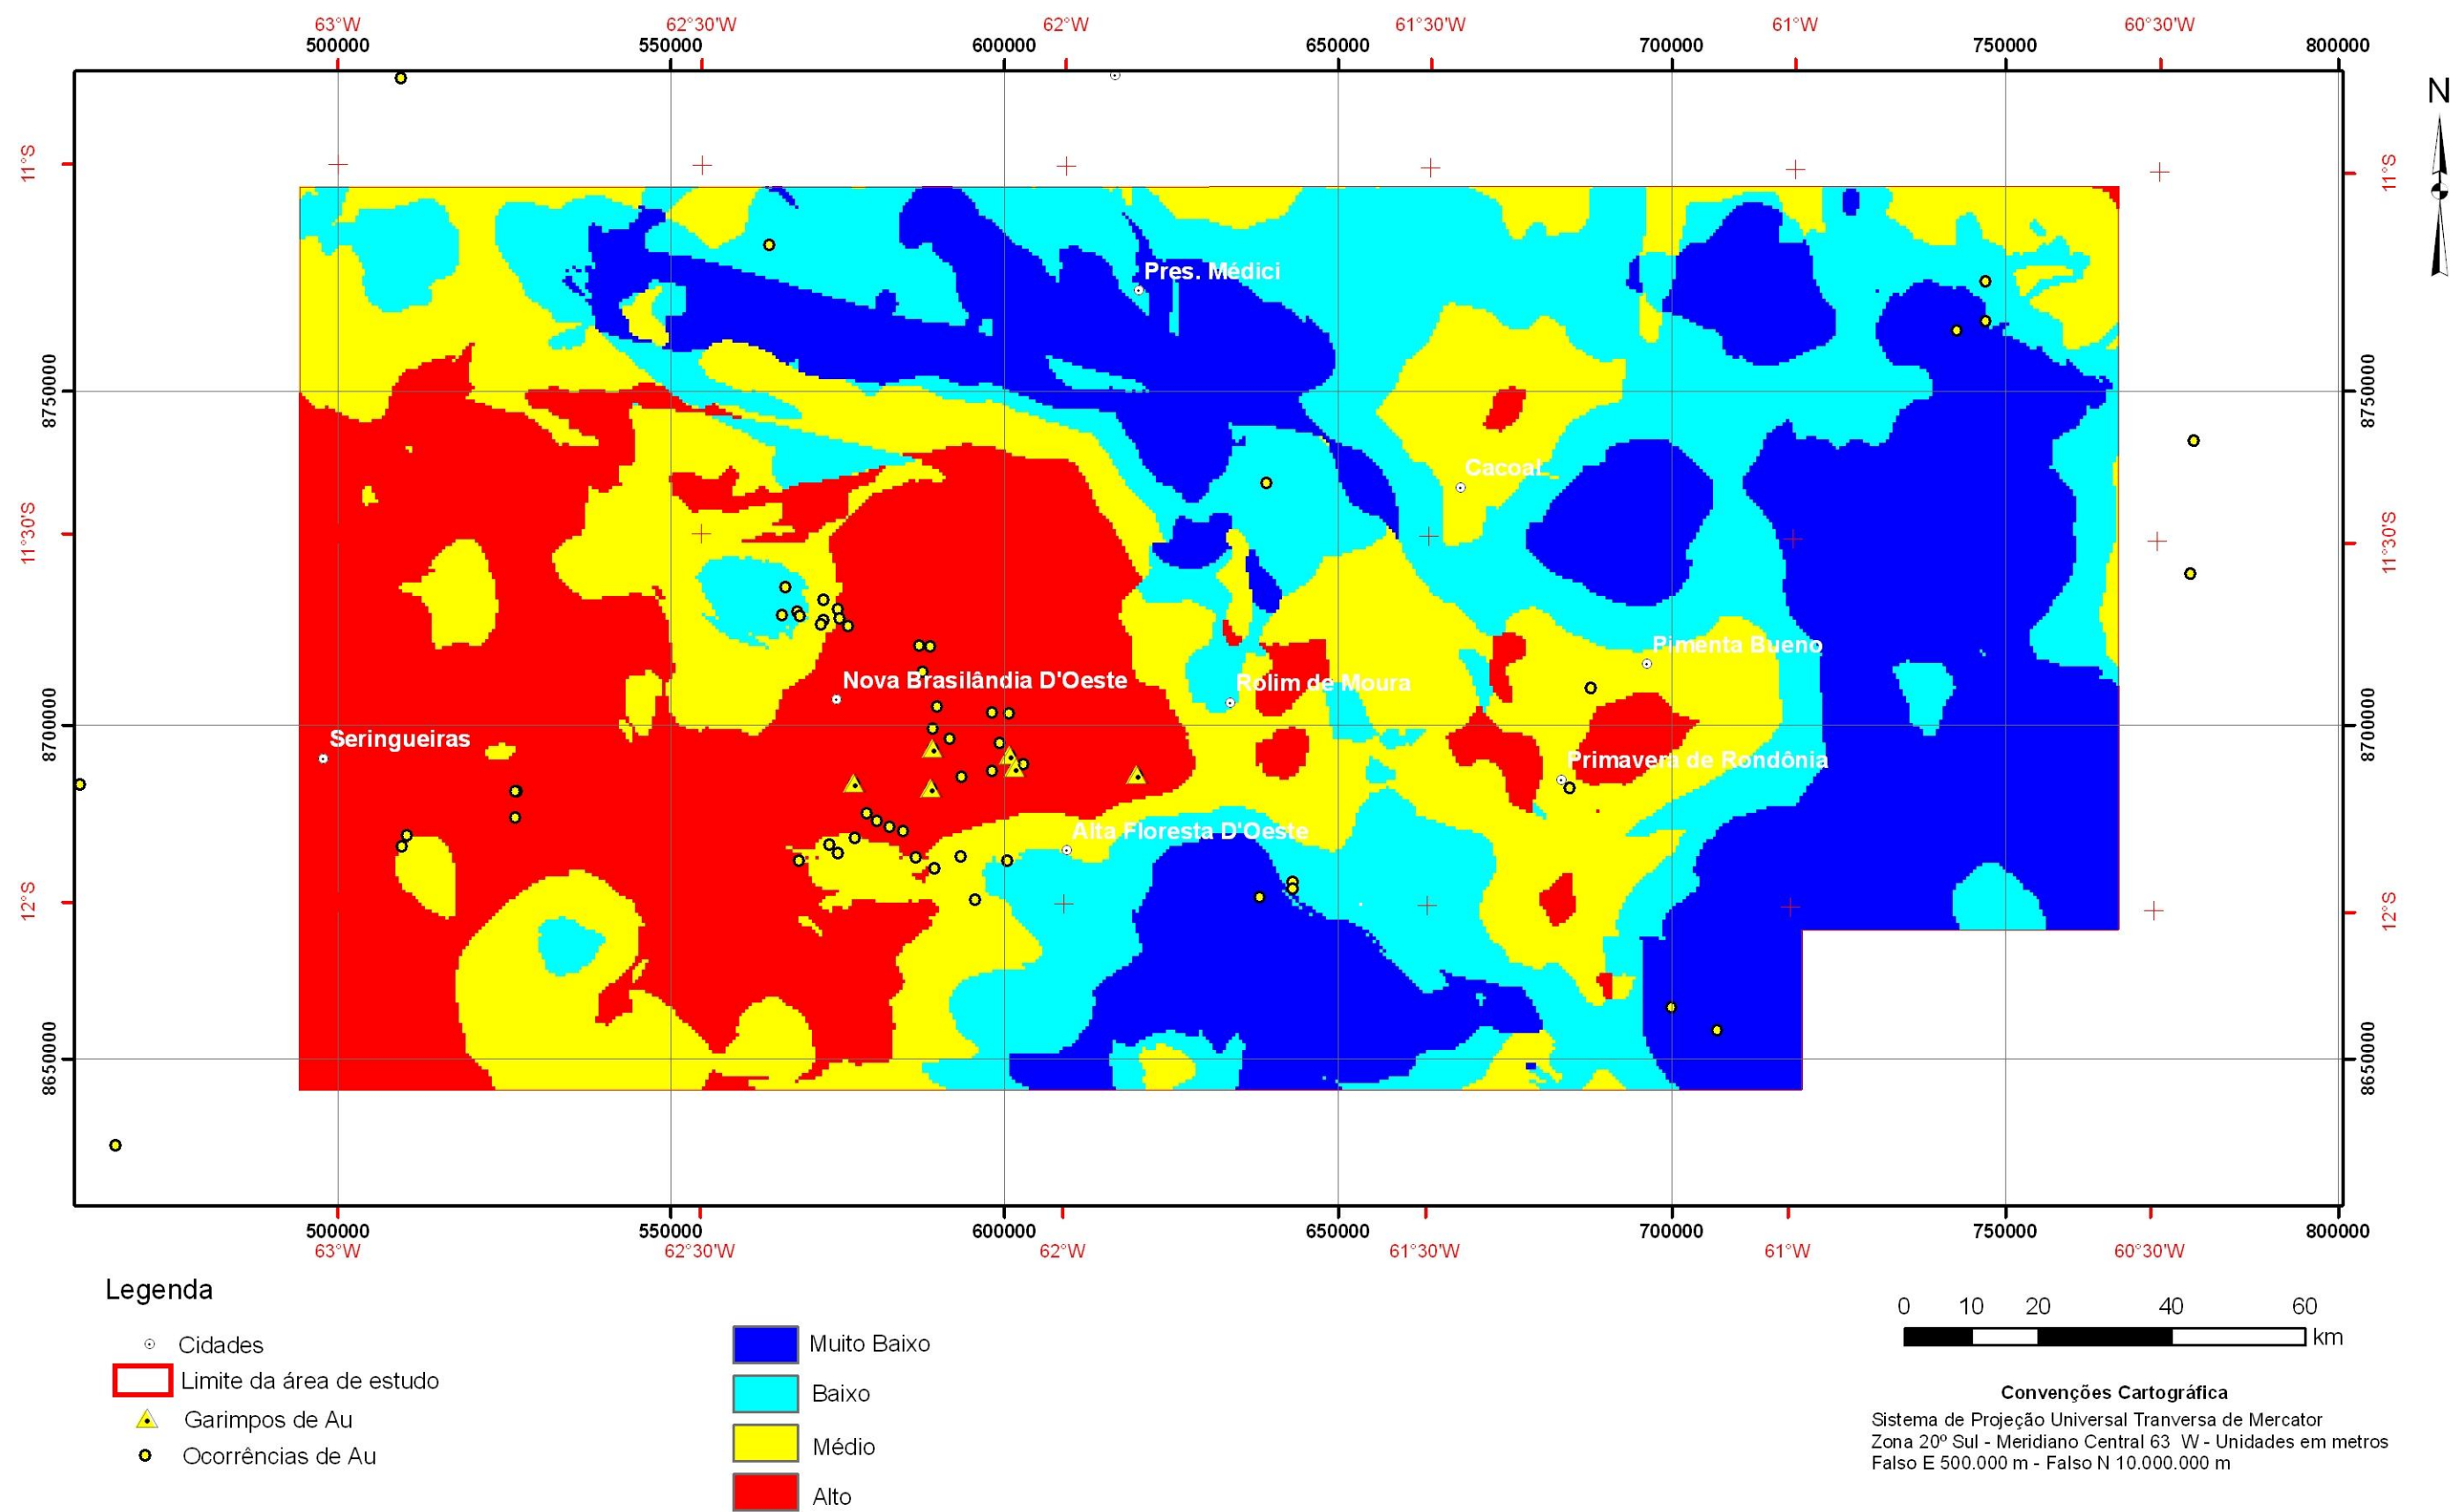 63°W 62°30'W 62°W 61°30'W 61°W 60°30'W
500000 550000 600000 650000 700000 750000 800000
N
11°S 11°S
Pres. Médici
8750000 8750000
Cacoal
11°30'S 11°30'S
Pimenta Bueno
Nova Brasilândia D'Oeste
Rolim de Moura
8700000 8700000
Seringueiras
Primavera de Rondônia
Alta Floresta D'Oeste
12°S 12°S
8650000 8650000
500000 550000 600000 650000 700000 750000 800000
63°W 62°30'W 62°W 61°30'W 61°W 60°30'W
Legenda
Cidades
Limite da área de estudo
Garimpos de Au
Ocorrências de Au
Muito Baixo
Baixo
Médio
Alto
0 10 20 40 60
km
Convenções Cartográfica
Sistema de Projeção Universal Tranversa de Mercator
Zona 20º Sul - Meridiano Central 63 W - Unidades em metros
Falso E 500.000 m - Falso N 10.000.000 m